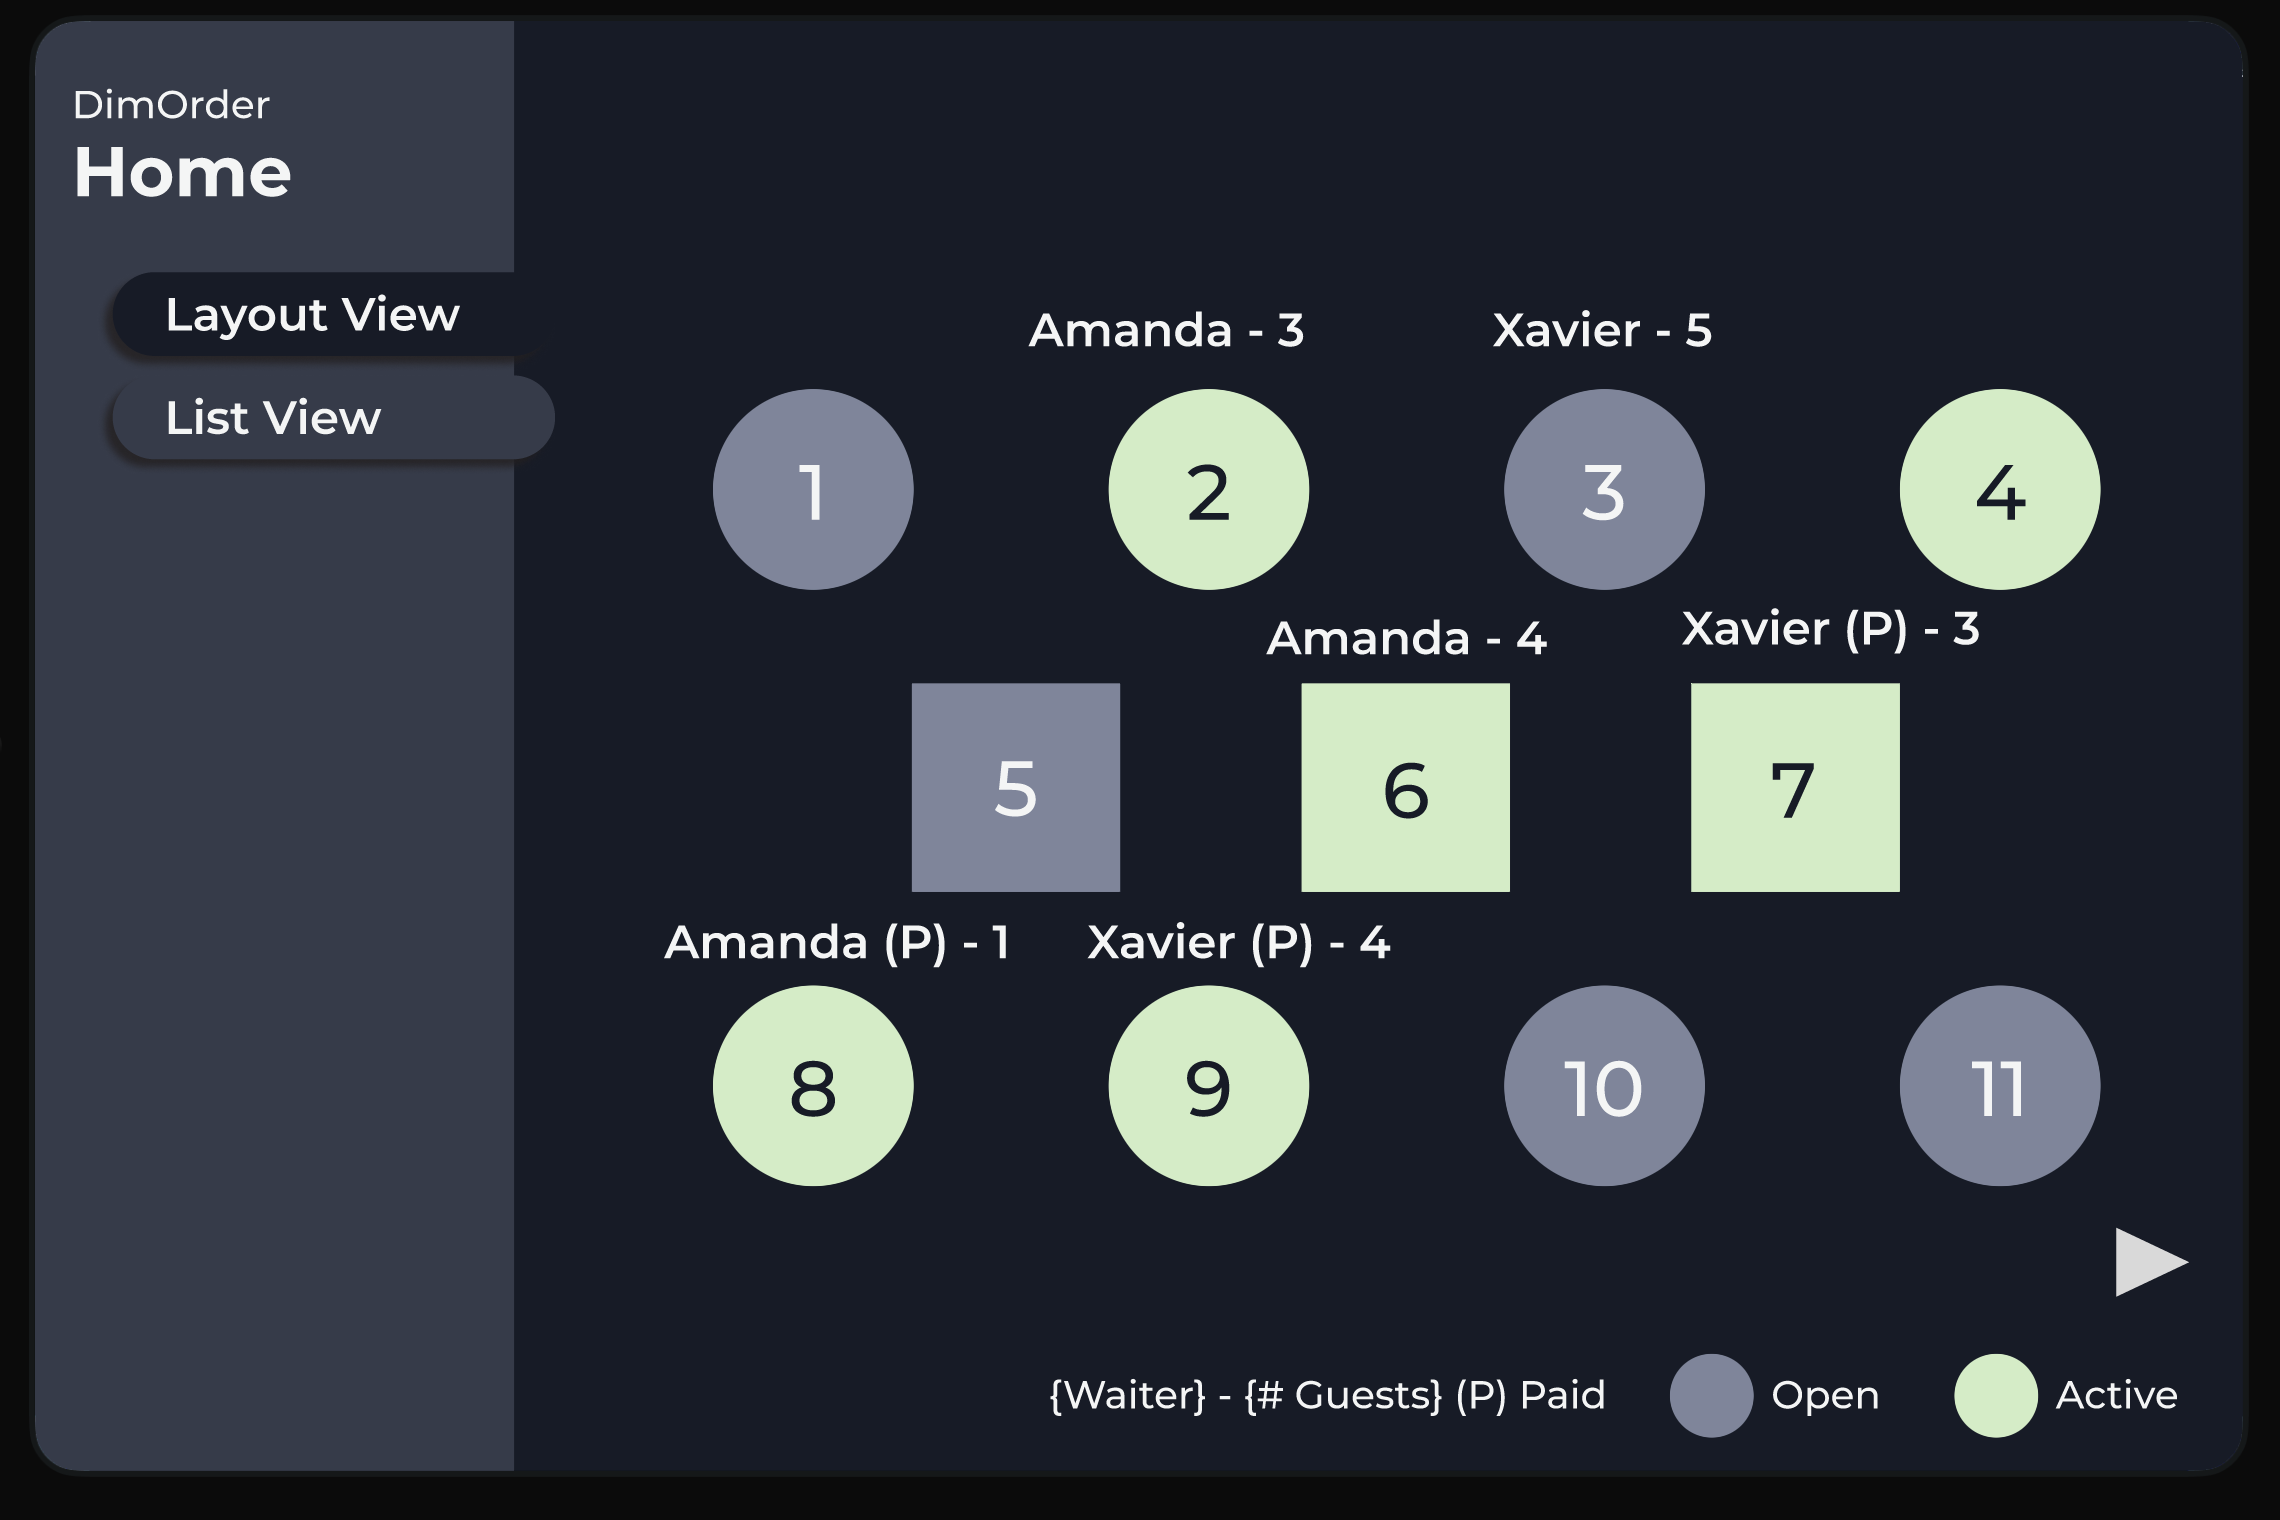 DimOrder
Home
Layout View
List View
Amanda - 3
Xavier - 5
1
2
3
4
Amanda - 4
Xavier (P) - 3
5
6
7
Amanda (P) - 1
Xavier (P) - 4
8
9
10
11
{Waiter} - {# Guests} (P) Paid
Open
Active